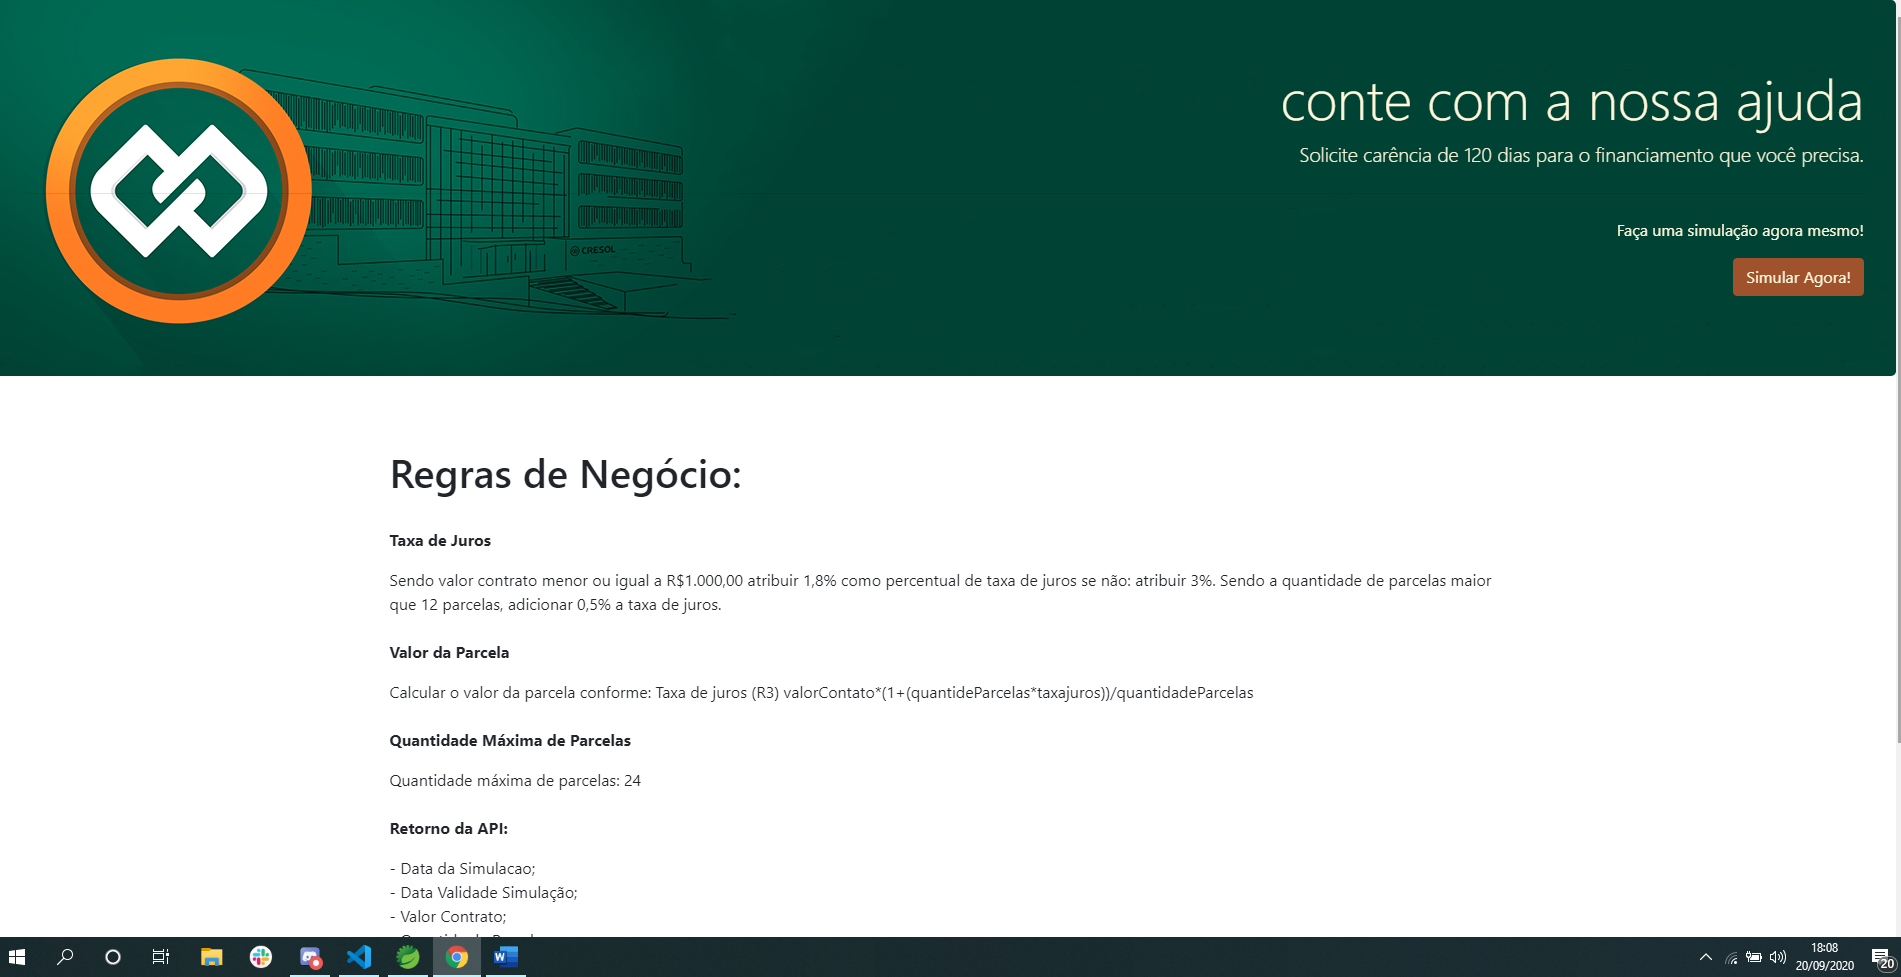 conte com a nossa ajuda
Solicite carência de 120 dias para o financiamento que você precisa.
Faça uma simulação agora mesmo!
CRESOL
Simular Agora!
Regras de Negócio:
Taxa de Juros
Sendo valor contrato menor ou igual a R$1.000,00 atribuir 1,8% como percentual de taxa de juros se não: atribuir 3%. Sendo a quantidade de parcelas maior
que 12 parcelas, adicionar 0,5% a taxa de juros.
Valor da Parcela
Calcular o valor da parcela conforme: Taxa de juros (R3) valorContato*(1+(quantideParcelas*taxajuros))/quantidadeParcelas
Quantidade Máxima de Parcelas
Quantidade máxima de parcelas: 24
Retorno da API:
- Data da Simulacao;
- Data Validade Simulação;
- Valor Contrato;
18:08
20/09/2020
20